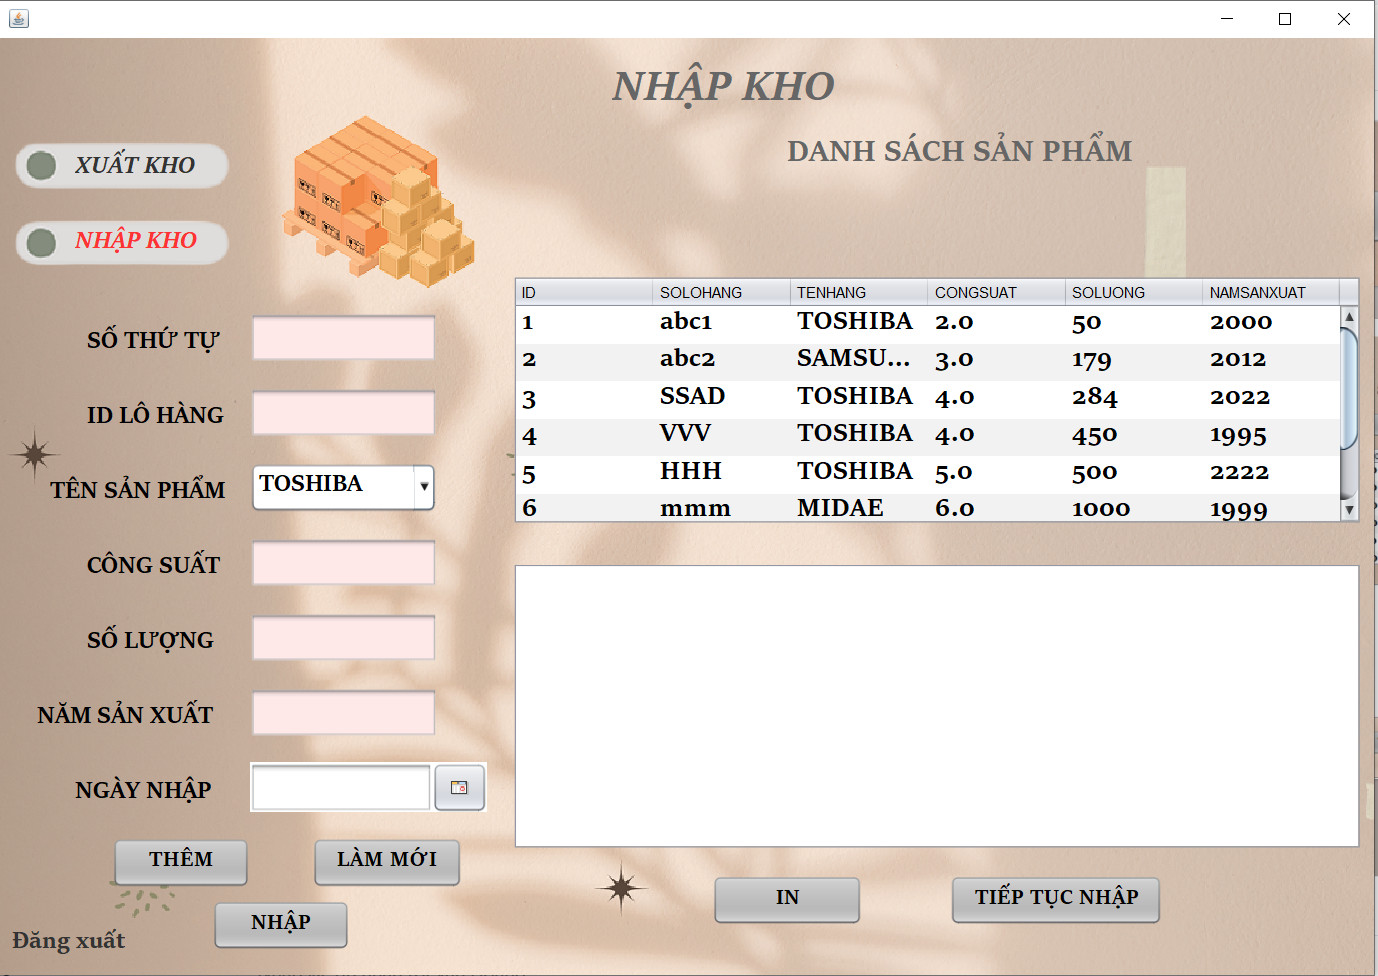 NHẬP KHO
DANH SÁCH SẢN PHẨM
XUẤT KHO
NHẬP KHO
SỐ THỨ TỰ
ID LÔ HÀNG
TÊN SẢN PHẨM
TOSHIBA
CÔNG SUẤT
SỐ LƯỢNG
NĂM SẢN XUẤT
NGÀY NHẬP
THÊM
LÀM MỚI
NHẬP
Đăng xuất
ID SOLOHANG TENHANG CONGSUAT SOLUONG NAMSANXUAT
1 abc1 TOSHIBA 2.0 50 2000
2 abc2 SAMSU... 3.0 179 2012
3 SSAD TOSHIBA 4.0 284 2022
4 VVV TOSHIBA 4.0 450 1995
5 HHH TOSHIBA 5.0 500 2222
6 mmm MIDAE 6.0 1000 1999
IN
TIẾP TỤC NHẬP